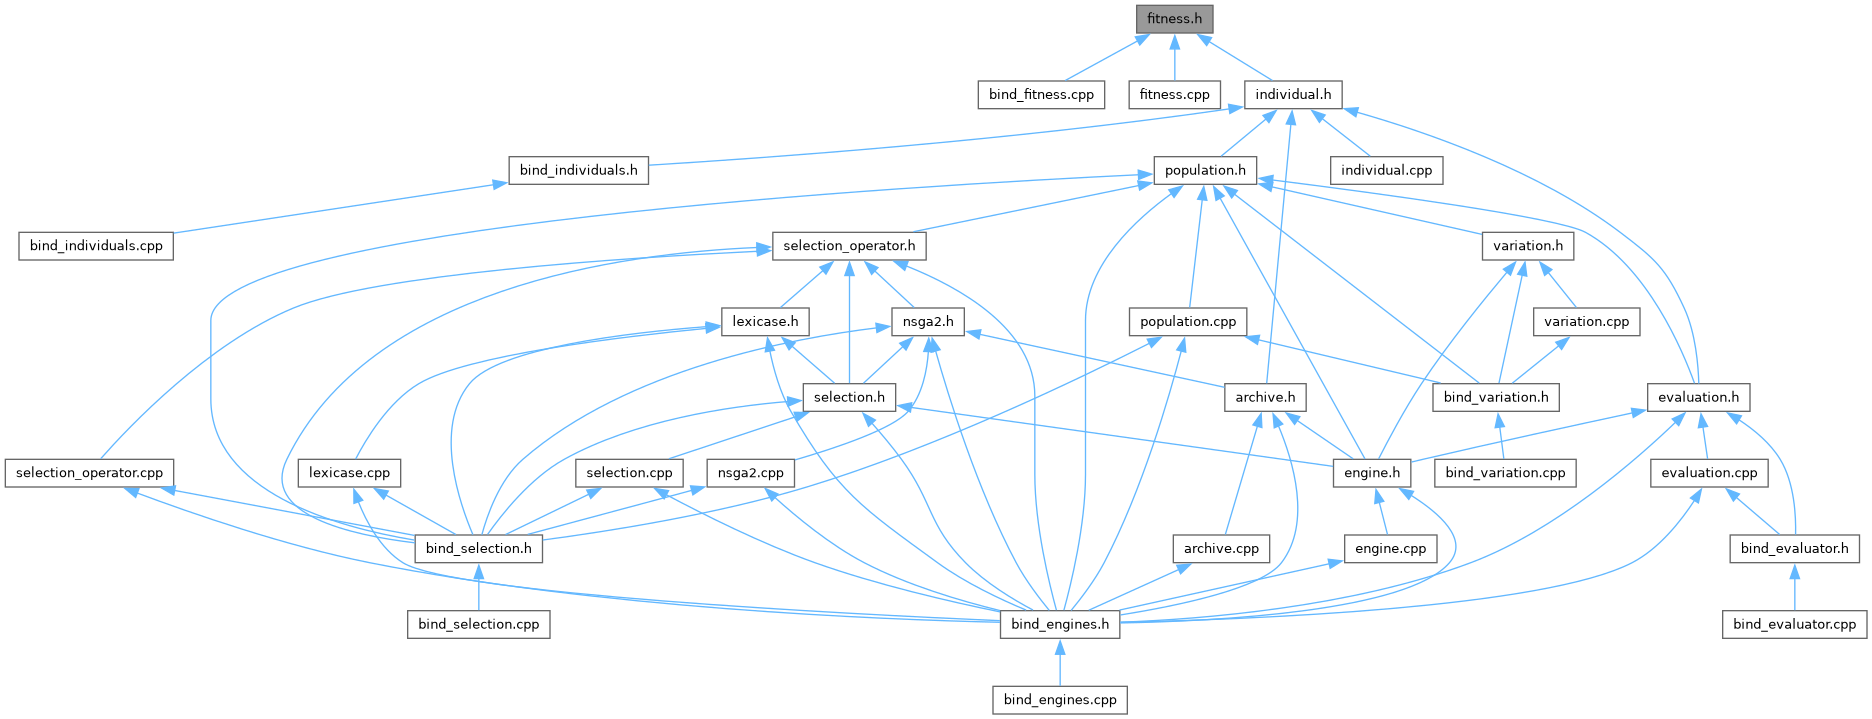 fitness.h
bind_fitness.cpp
fitness.cpp
individual.h
bind_individuals.h
population.h
individual.cpp
bind_individuals.cpp
selection_operator.h
variation.h
lexicase.h
nsga2.h
population.cpp
variation.cpp
selection.h
archive.h
bind_variation.h
evaluation.h
selection_operator.cpp
lexicase.cpp
selection.cpp
nsga2.cpp
engine.h
bind_variation.cpp
evaluation.cpp
bind_selection.h
archive.cpp
engine.cpp
bind_evaluator.h
bind_selection.cpp
bind_engines.h
bind_evaluator.cpp
bind_engines.cpp